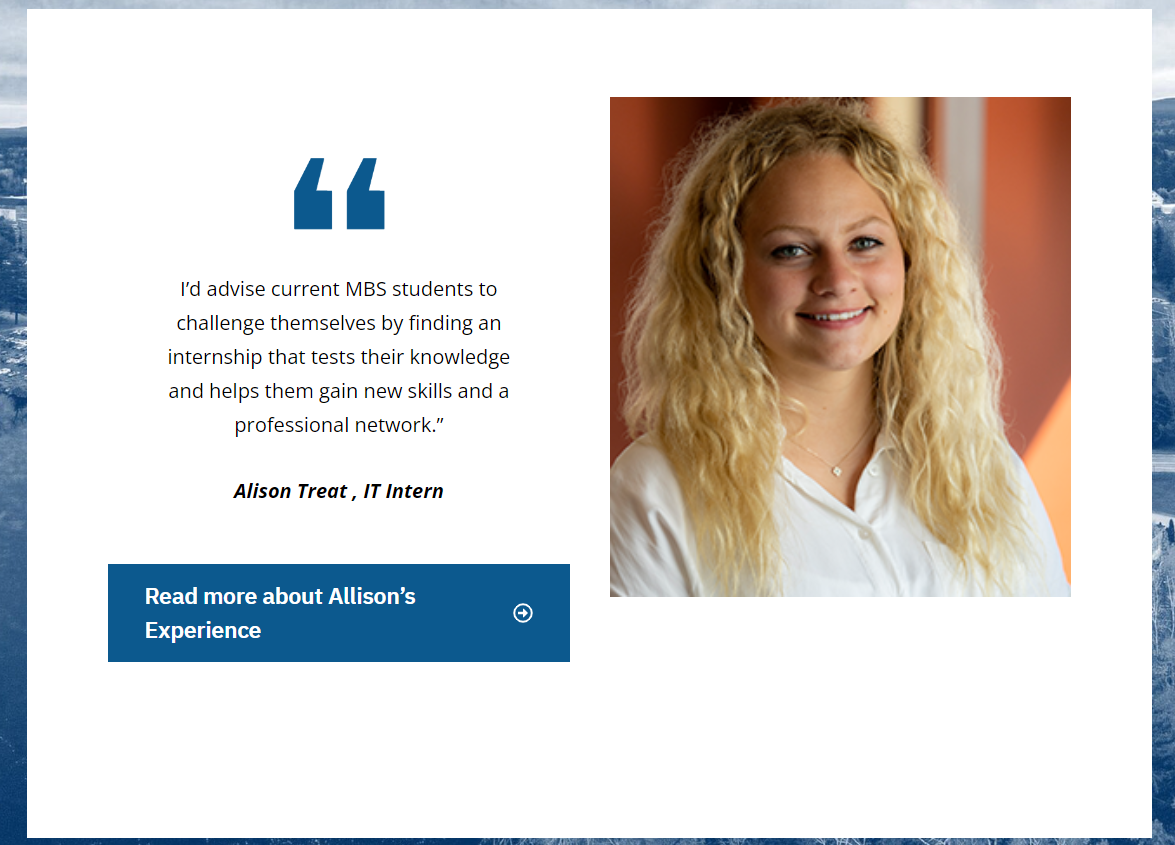 “
I’d advise current MBS students to
challenge themselves by finding an
internship that tests their knowledge
and helps them gain new skills and a
professional network.”
Alison Treat , IT Intern
Read more about Allison’s
Experience